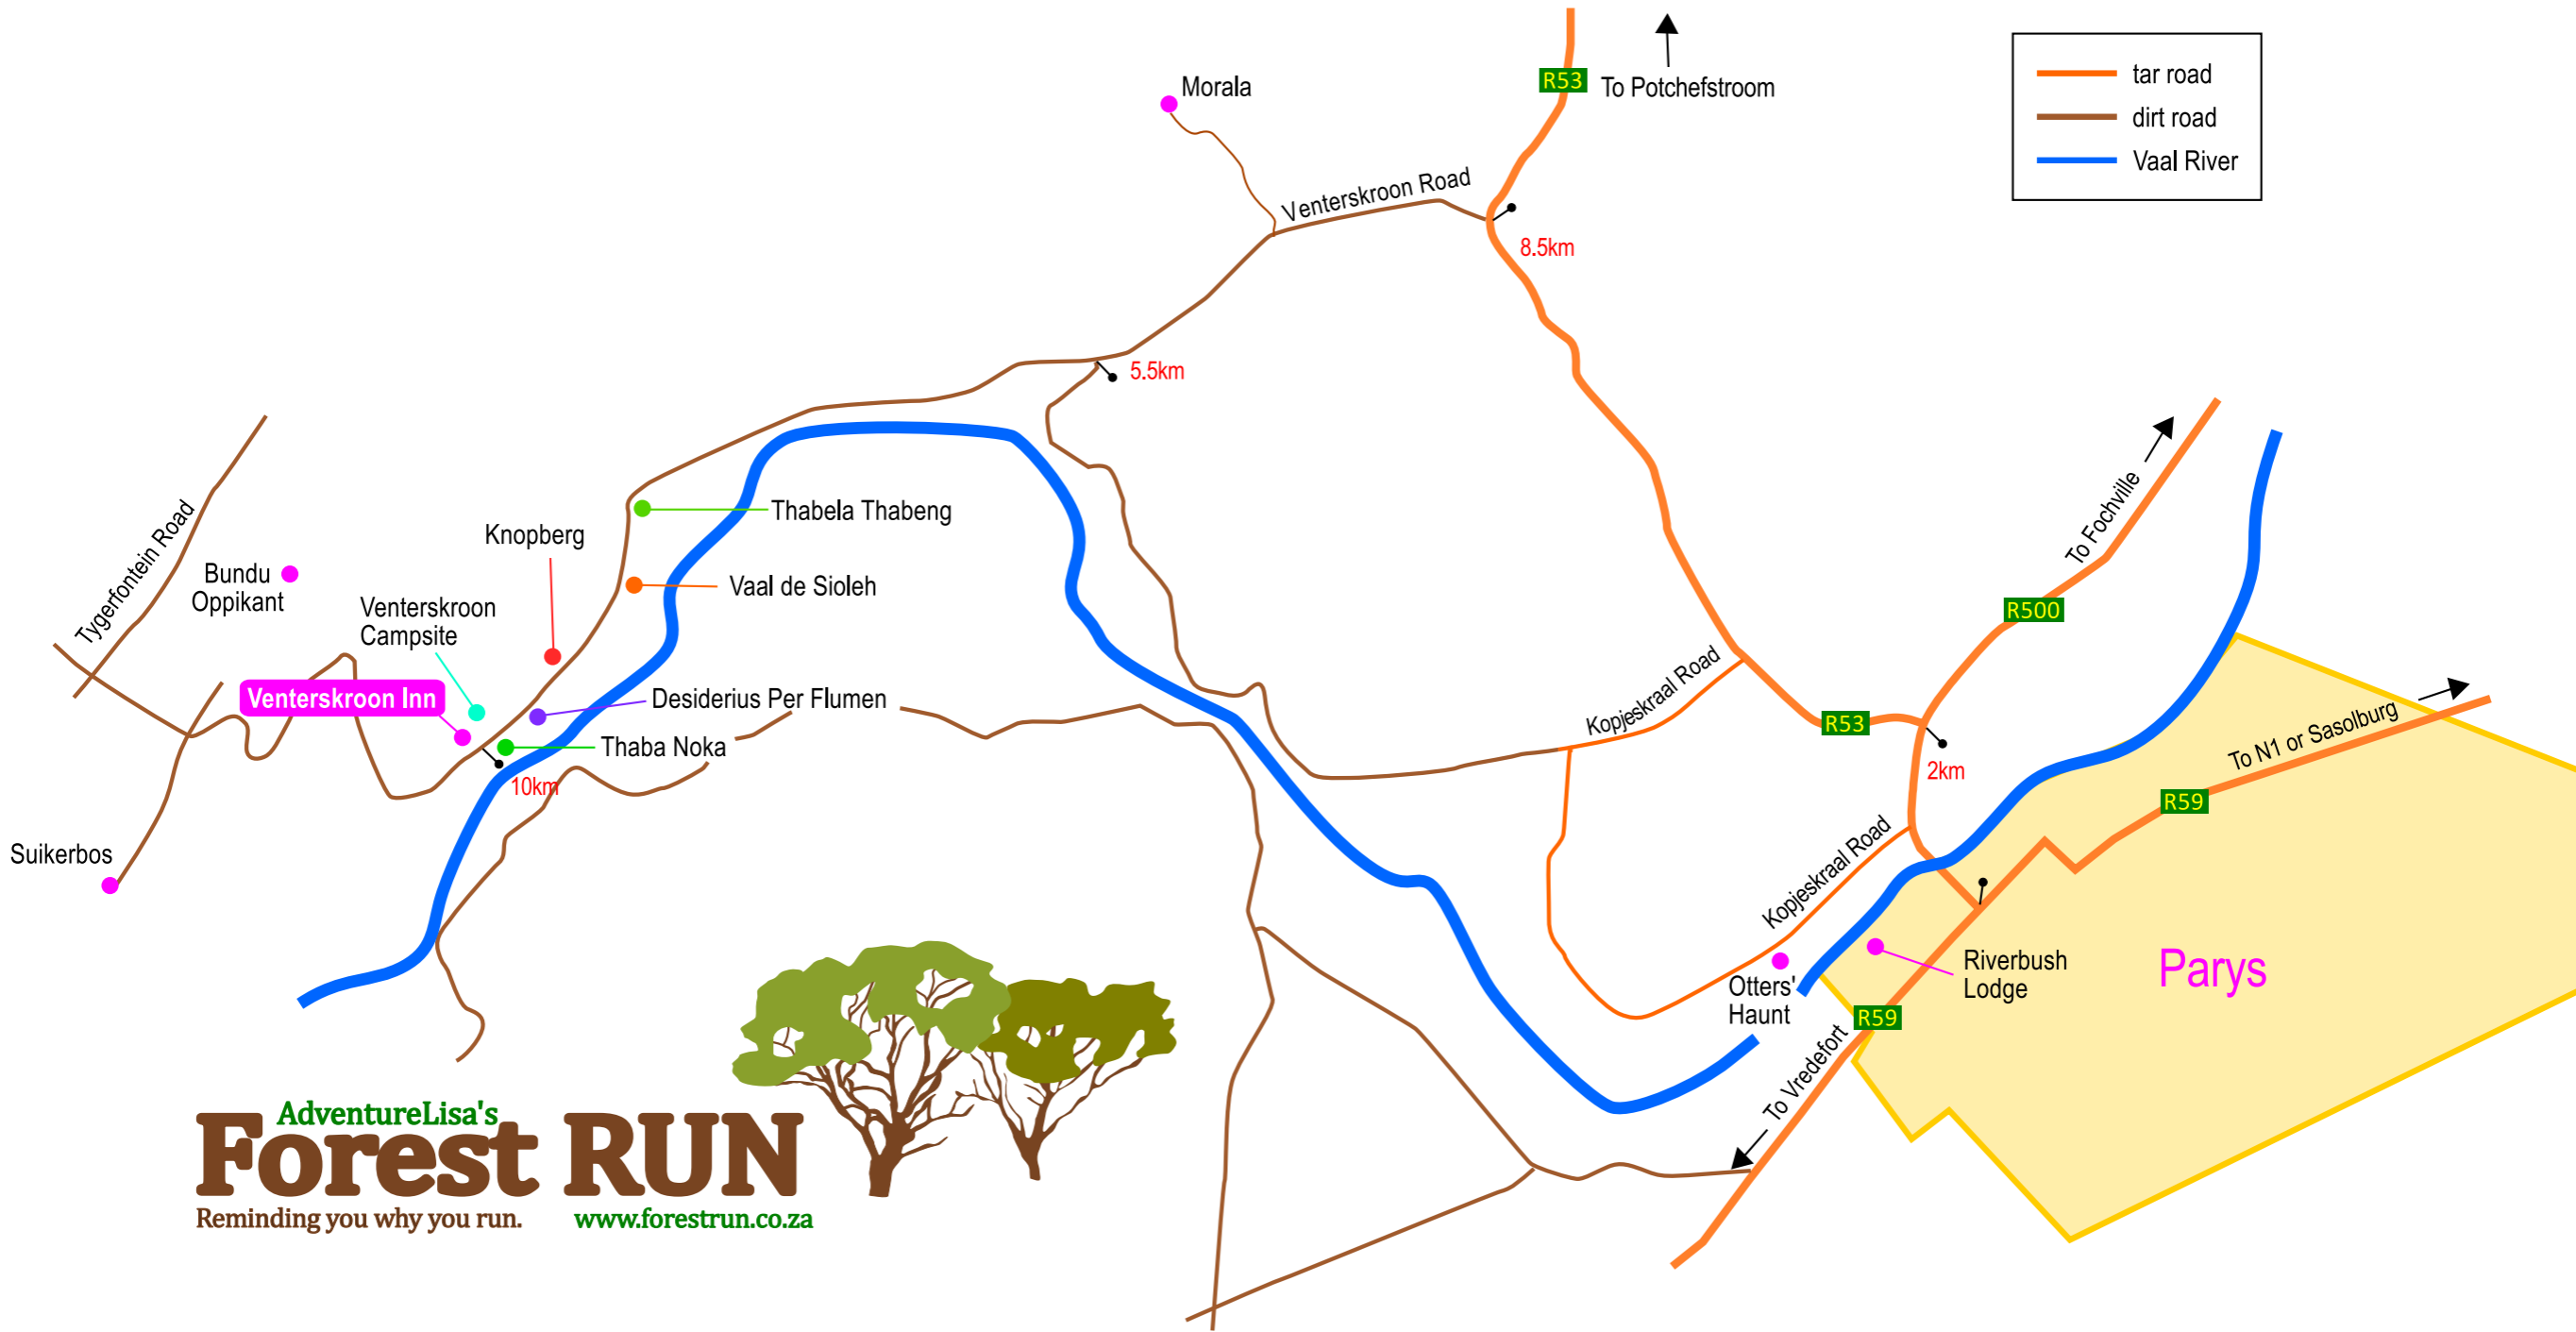 R53
To Potchefstroom
tar road
dirt road
Vaal River
Morala
Venterskroon Road
8.5km
5.5km
Tygerfontein Road
Bundu
Oppikant
Knopberg
Thabela Thabeng
Vaal de Sioleh
Venterskroon
Campsite
Venterskroon Inn
Desiderius Per Flumen
Thaba Noka
10km
Suikerbos
To Fochville
R500
Kopjeskraal Road
R53
2km
To N1 or Sasolburg
R59
Kopjeskraal Road
Otters'
Haunt
Riverbush
Lodge
Parys
R59
To Vredefort
AdventureLisa's
Forest RUN
Reminding you why you run.
www.forestrun.co.za